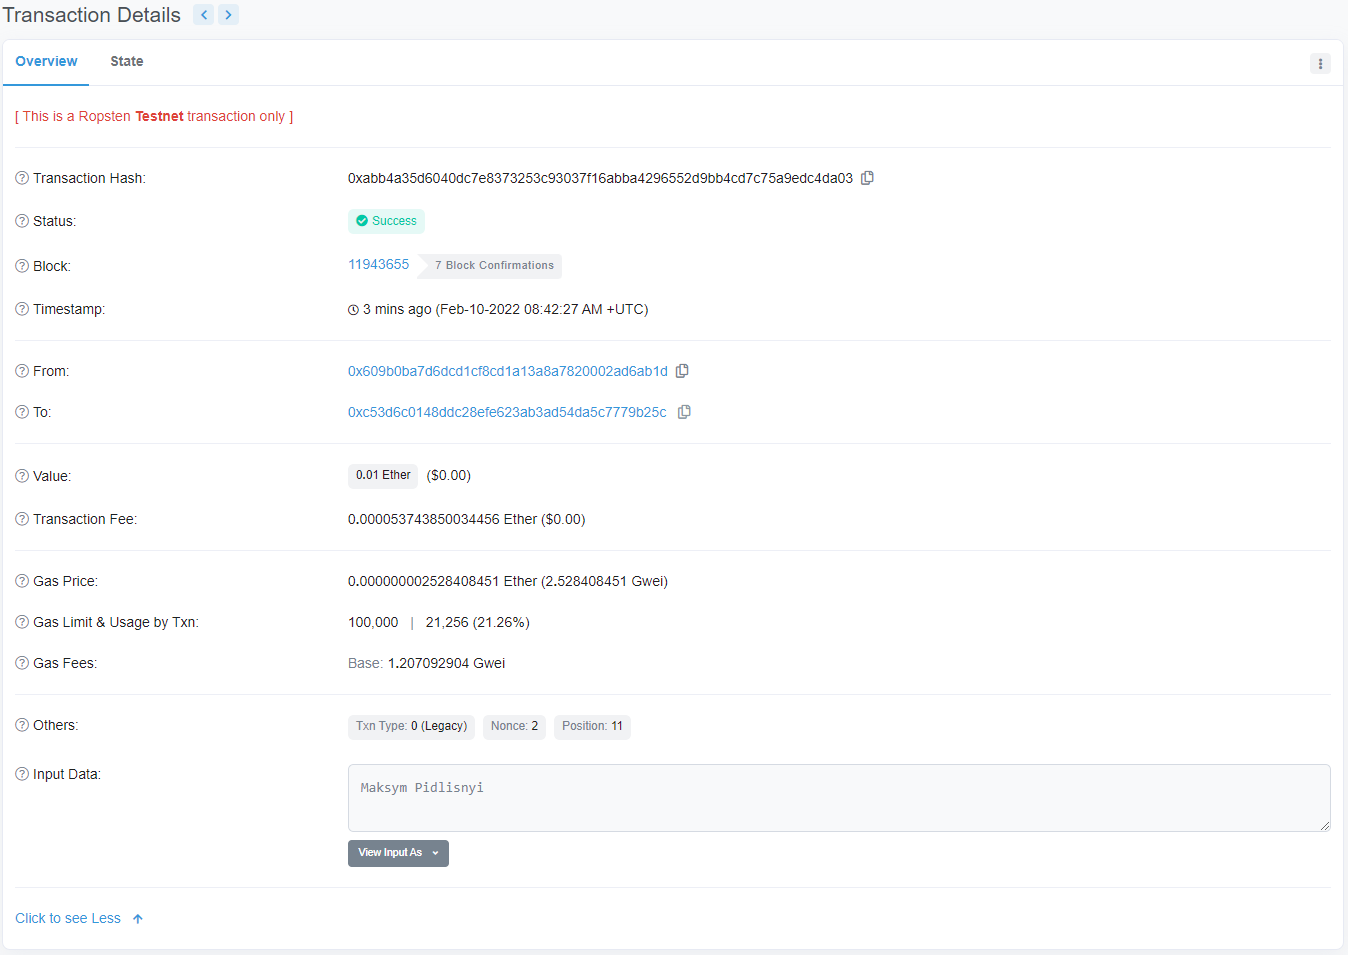 Transaction Details
Overview State
[ This is a Ropsten Testnet transaction only ]
Transaction Hash: 0xabb4a35d6040dc7e8373253c93037f16abba4296552d9bb4cd7c75a9edc4da03
Status: Success
Block: 11943655 7 Block Confirmations
Timestamp: 3 mins ago (Feb-10-2022 08:42:27 AM +UTC)
From: 0x609b0ba7d6dcd1cf8cd1a13a8a7820002ad6ab1d
To: 0xc53d6c0148ddc28efe623ab3ad54da5c7779b25c
Value: 0.01 Ether ($0.00)
Transaction Fee: 0.000053743850034456 Ether ($0.00)
Gas Price: 0.000000002528408451 Ether (2.528408451 Gwei)
Gas Limit & Usage by Txn: 100,000 | 21,256 (21.26%)
Gas Fees: Base: 1.207092904 Gwei
Others: Txn Type: 0 (Legacy) Nonce: 2 Position: 11
Input Data: Maksym Pidlisnyi
View Input As
Click to see Less